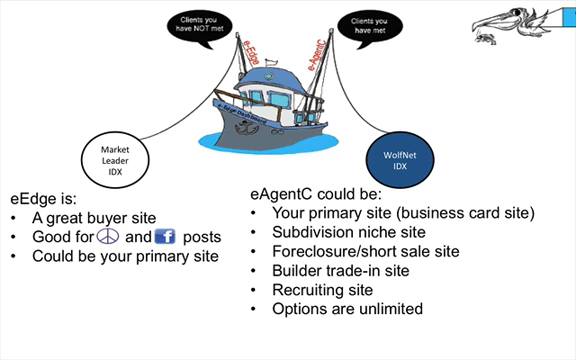 Clients you
have NOT met
Clients you
have met
e-Edge
e-AgentC
e-Edge Dashboard
Market
Leader
IDX
WolfNet
IDX
eEdge is:
• A great buyer site
• Good for and f posts
• Could be your primary site
eAgentC could be:
• Your primary site (business card site)
• Subdivision niche site
• Foreclosure/short sale site
• Builder trade-in site
• Recruiting site
• Options are unlimited